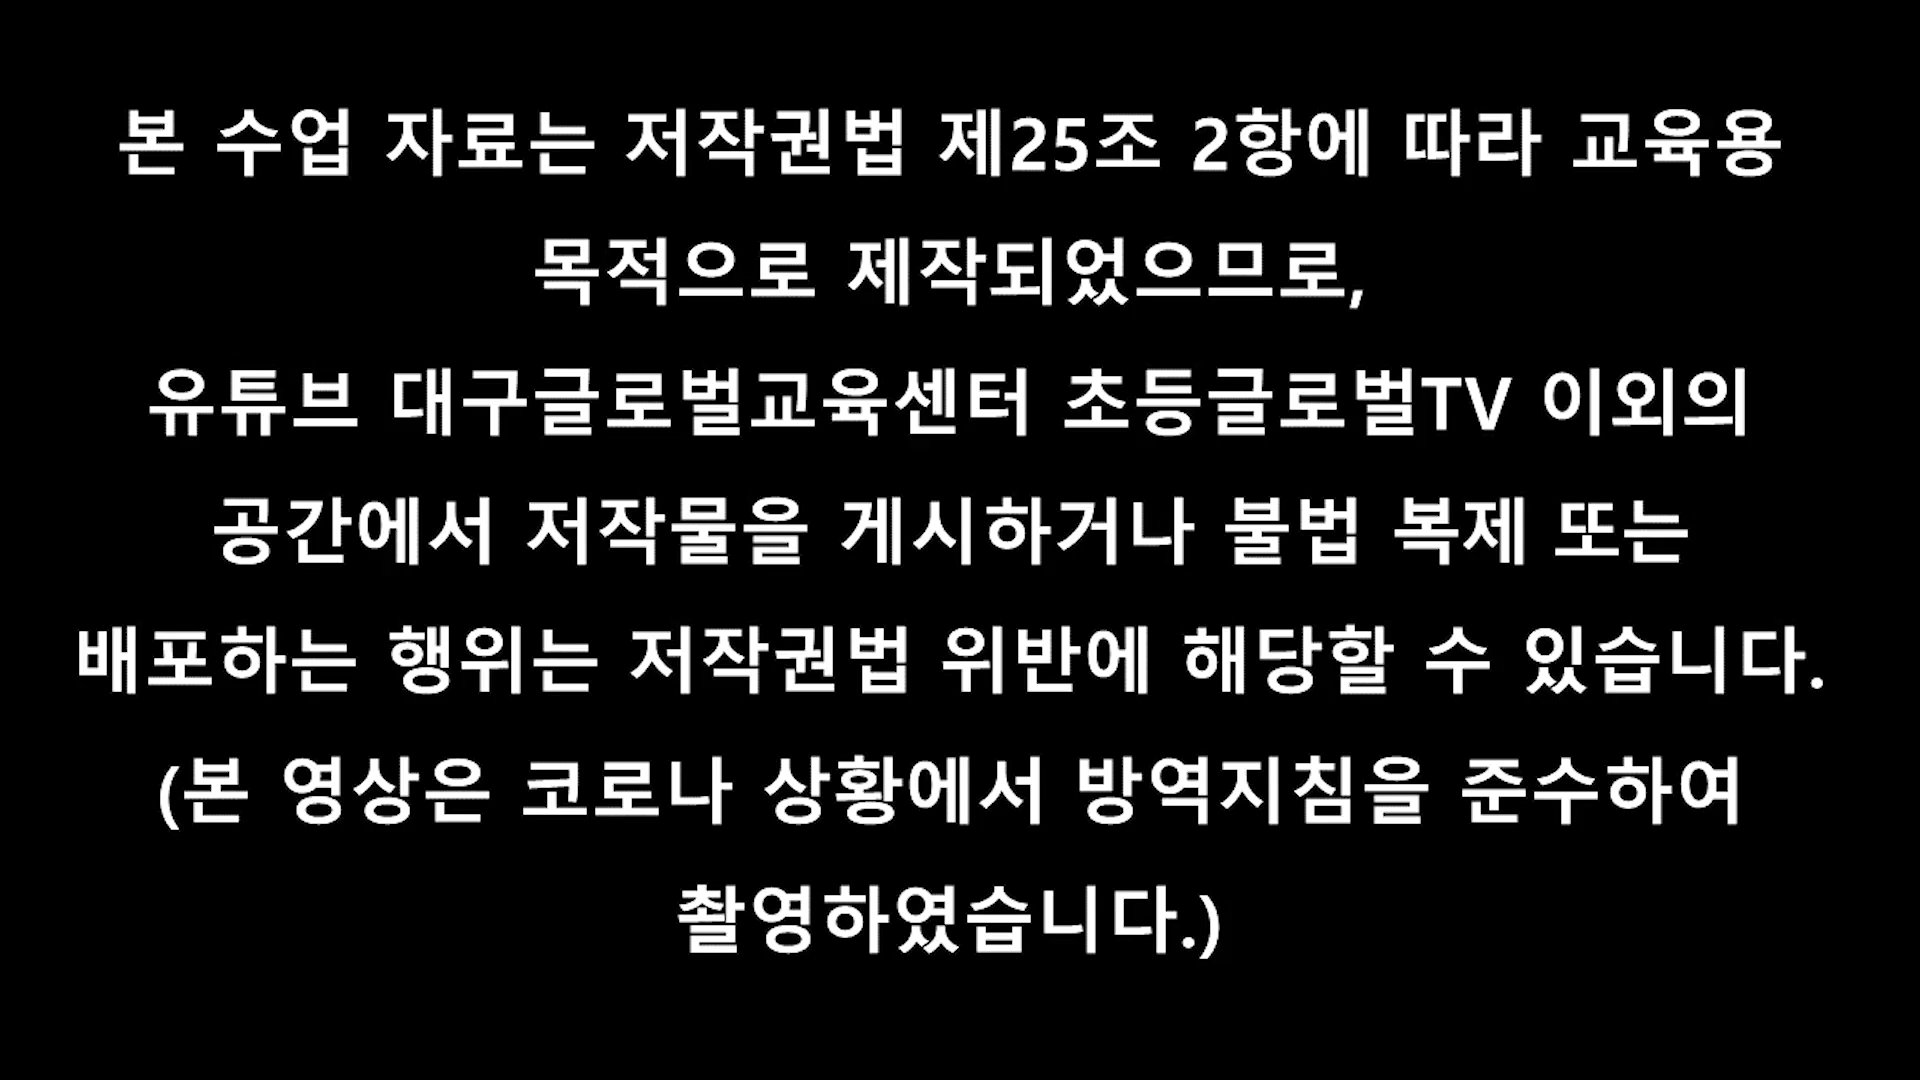 본 수업 자료는 저작권법 제25조 2항에 따라 교육용
목적으로 제작되었으므로,
유튜브 대구글로벌교육센터 초등글로벌TV 이외의
공간에서 저작물을 게시하거나 불법 복제 또는
배포하는 행위는 저작권법 위반에 해당할 수 있습니다.
(본 영상은 코로나 상황에서 방역지침을 준수하여
촬영하였습니다.)